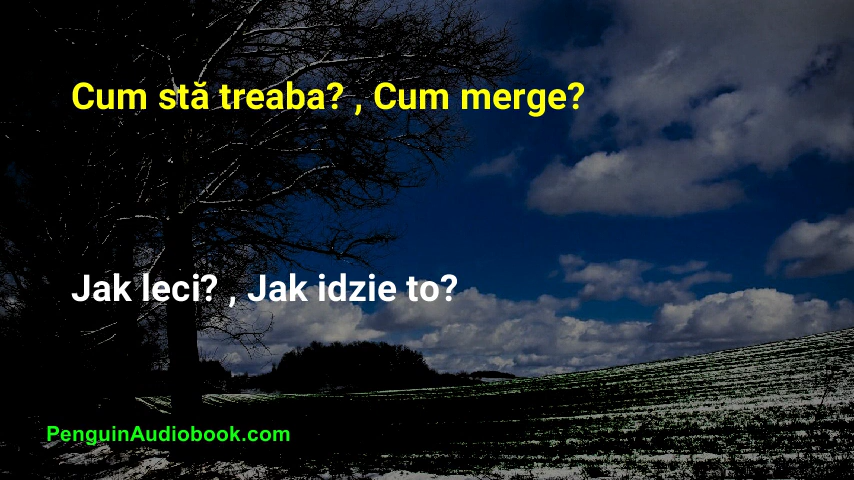 Cum stă treaba? , Cum merge?
Jak leci? , Jak idzie to?
PenguinAudiobook.com